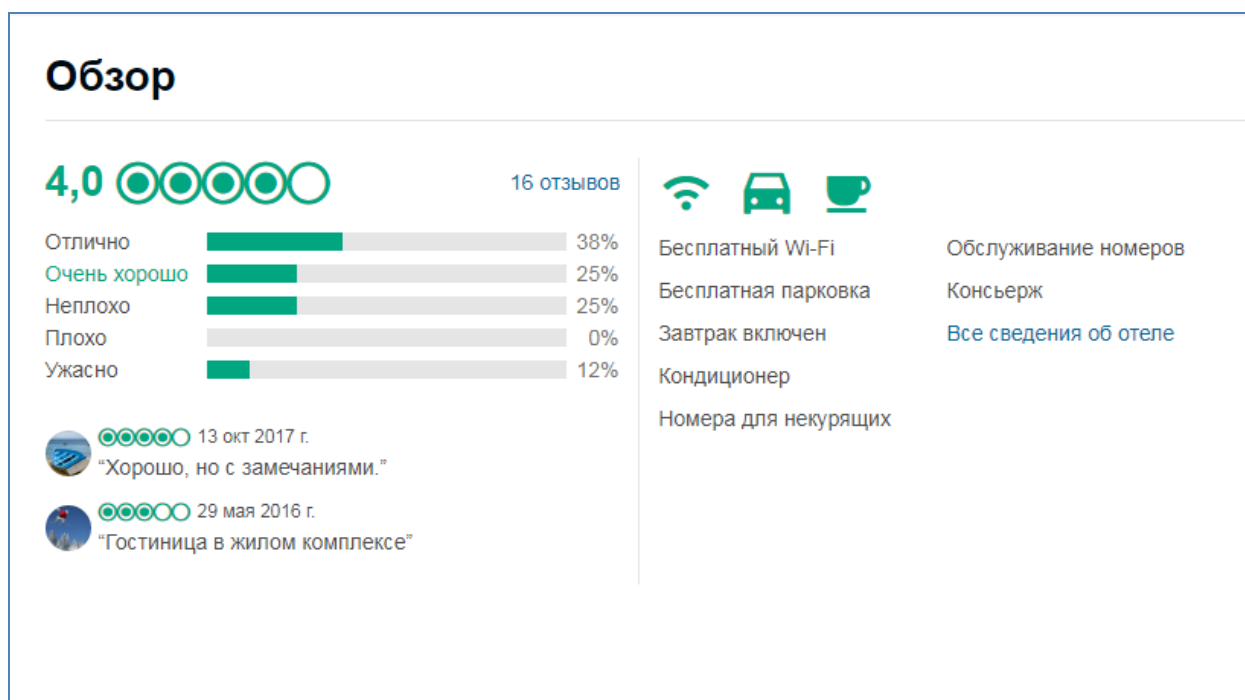 Обзор
4,0
16 отзывов
Отлично 38%
Очень хорошо 25%
Неплохо 25%
Плохо 0%
Ужасно 12%
13 окт 2017 г.
“Хорошо, но с замечаниями.”
29 мая 2016 г.
“Гостиница в жилом комплексе”
Бесплатный Wi-Fi
Бесплатная парковка
Завтрак включен
Кондиционер
Номера для некурящих
Обслуживание номеров
Консьерж
Все сведения об отеле